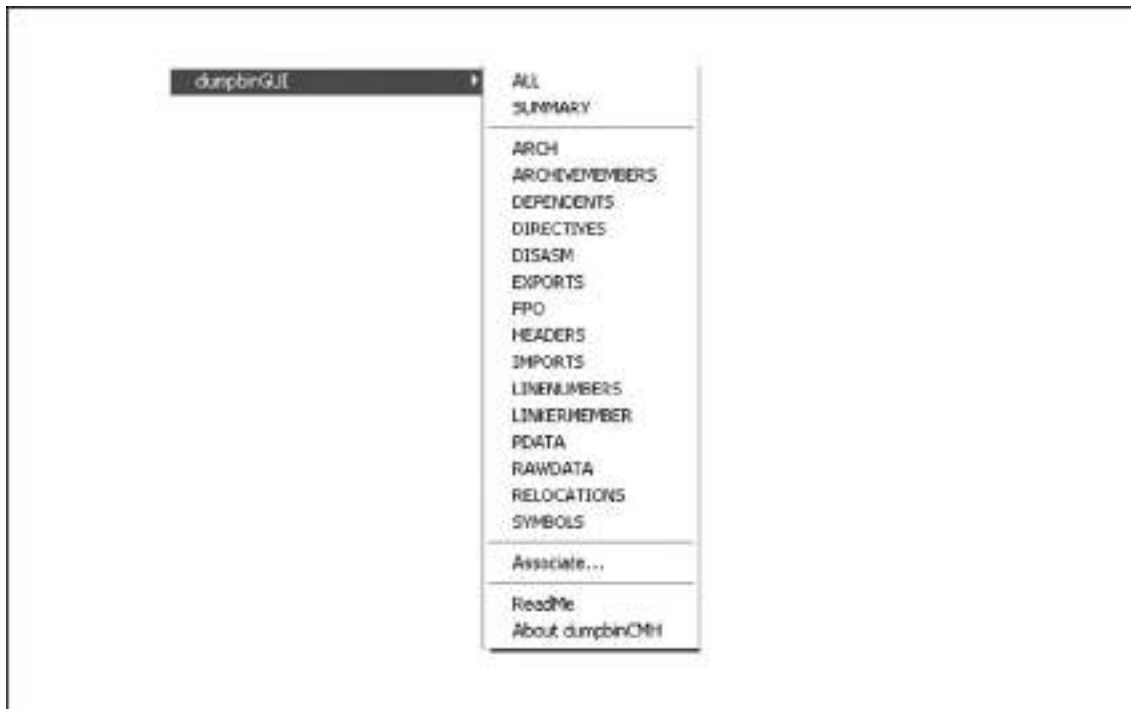 dumpbinGUI
ALL
SUMMARY
ARCH
ARCHIVEMEMBERS
DEPENDENTS
DIRECTIVES
DISASM
EXPORTS
FPO
HEADERS
IMPORTS
LINENUMBERS
LINKERMEMBER
PDATA
RAWDATA
RELOCATIONS
SYMBOLS
Associate...
ReadMe
About dumpbinCMH